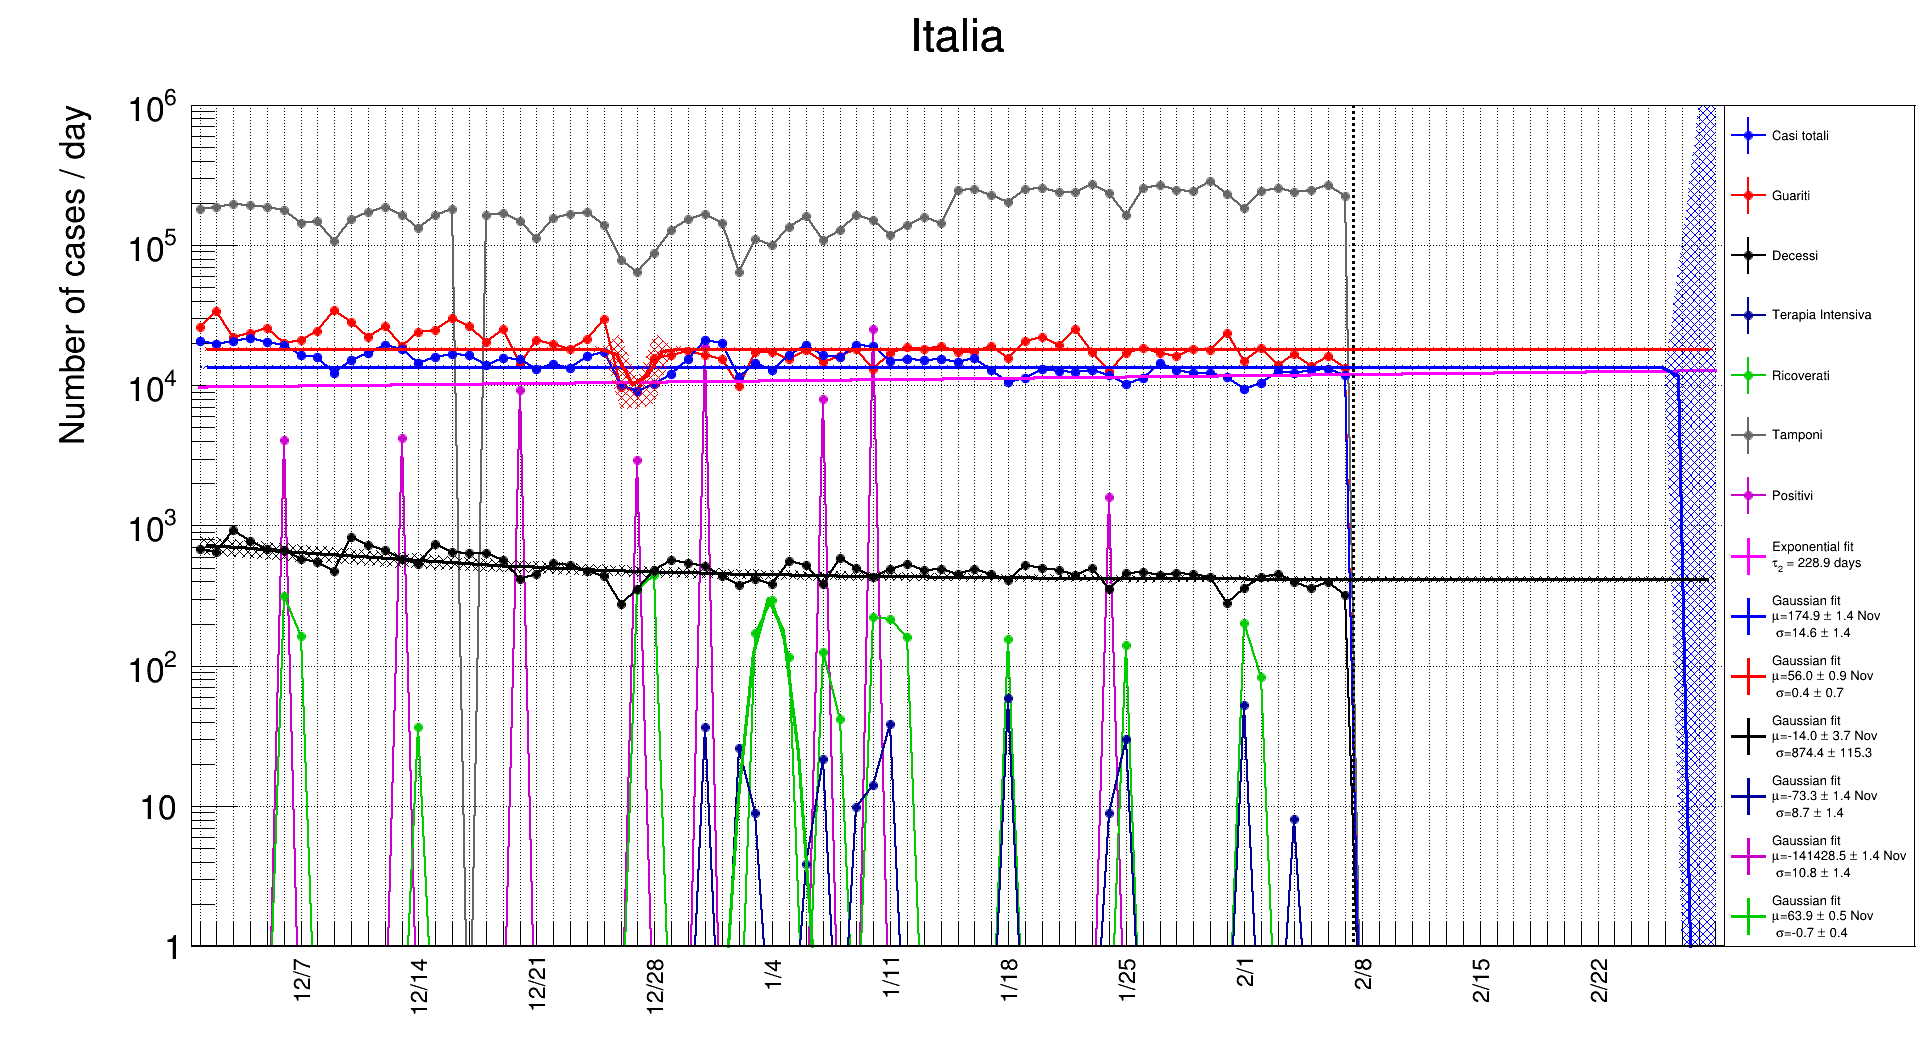 Italia
Number of cases / day
10^6
10^5
10^4
10^3
10^2
10
1
12/7
12/14
12/21
12/28
1/4
1/11
1/18
1/25
2/1
2/8
2/15
2/22
Casi totali
Guariti
Decessi
Terapia Intensiva
Ricoverati
Tamponi
Positivi
Exponential fit
τ_2 = 228.9 days
Gaussian fit
μ=174.9 ± 1.4 Nov
σ=14.6 ± 1.4
Gaussian fit
μ=56.0 ± 0.9 Nov
σ=0.4 ± 0.7
Gaussian fit
μ=-14.0 ± 3.7 Nov
σ=874.4 ± 115.3
Gaussian fit
μ=-73.3 ± 1.4 Nov
σ=8.7 ± 1.4
Gaussian fit
μ=-141428.5 ± 1.4 Nov
σ=10.8 ± 1.4
Gaussian fit
μ=63.9 ± 0.5 Nov
σ=-0.7 ± 0.4